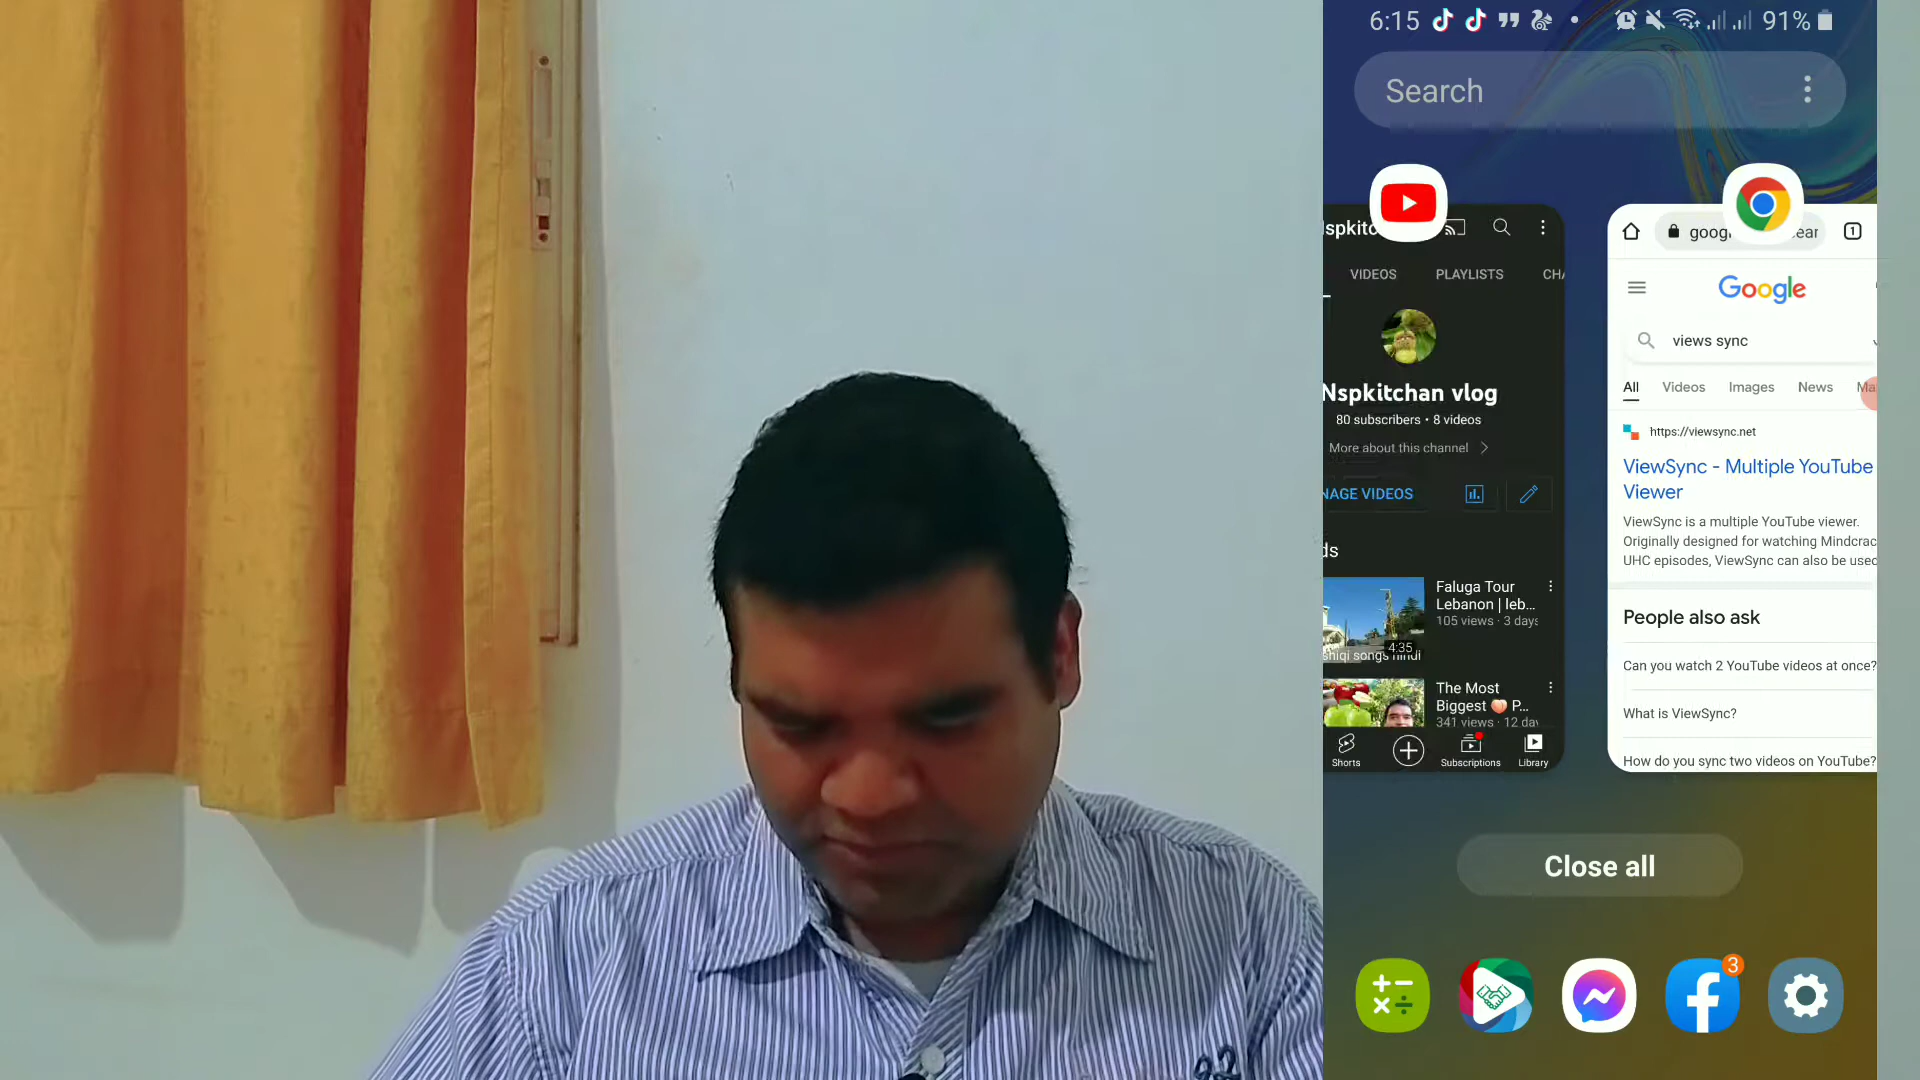 6:15
91%
Search
VIDEOS PLAYLISTS
1
Google
views sync
All Videos Images News
Nspkitchan vlog
80 subscribers • 8 videos
More about this channel
https://viewsync.net
ViewSync - Multiple YouTube
Viewer
VIDEOS
ViewSync is a multiple YouTube viewer.
Originally designed for watching Mindcrac
UHC episodes, ViewSync can also be used
Faluga Tour
Lebanon | leb...
105 views · 3 days
4:35
The Most
Biggest P...
341 views · 12 day
Shorts
Subscriptions
Library
People also ask
Can you watch 2 YouTube videos at once?
What is ViewSync?
How do you sync two videos on YouTube?
Close all
3